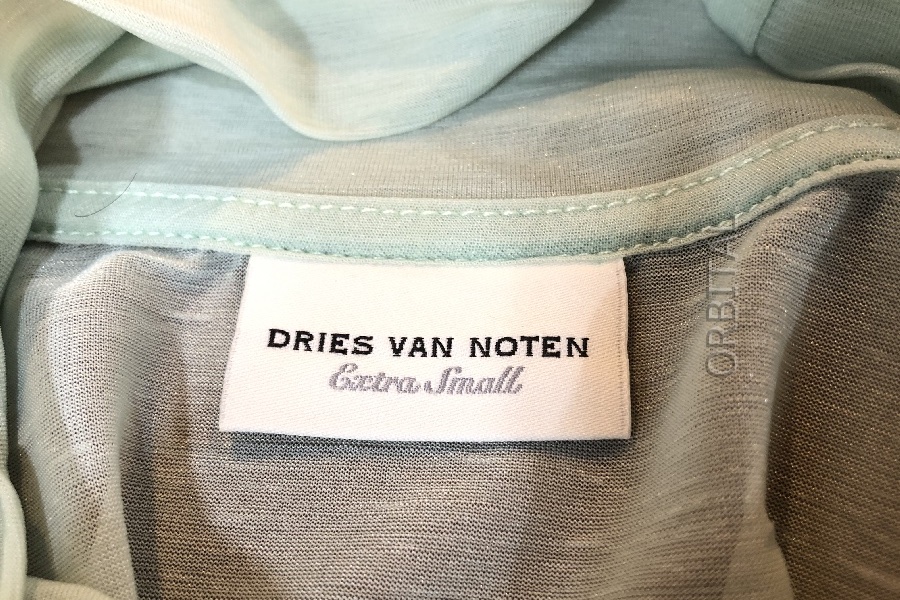 DRIES VAN NOTEN
Extra Small
ORBITA